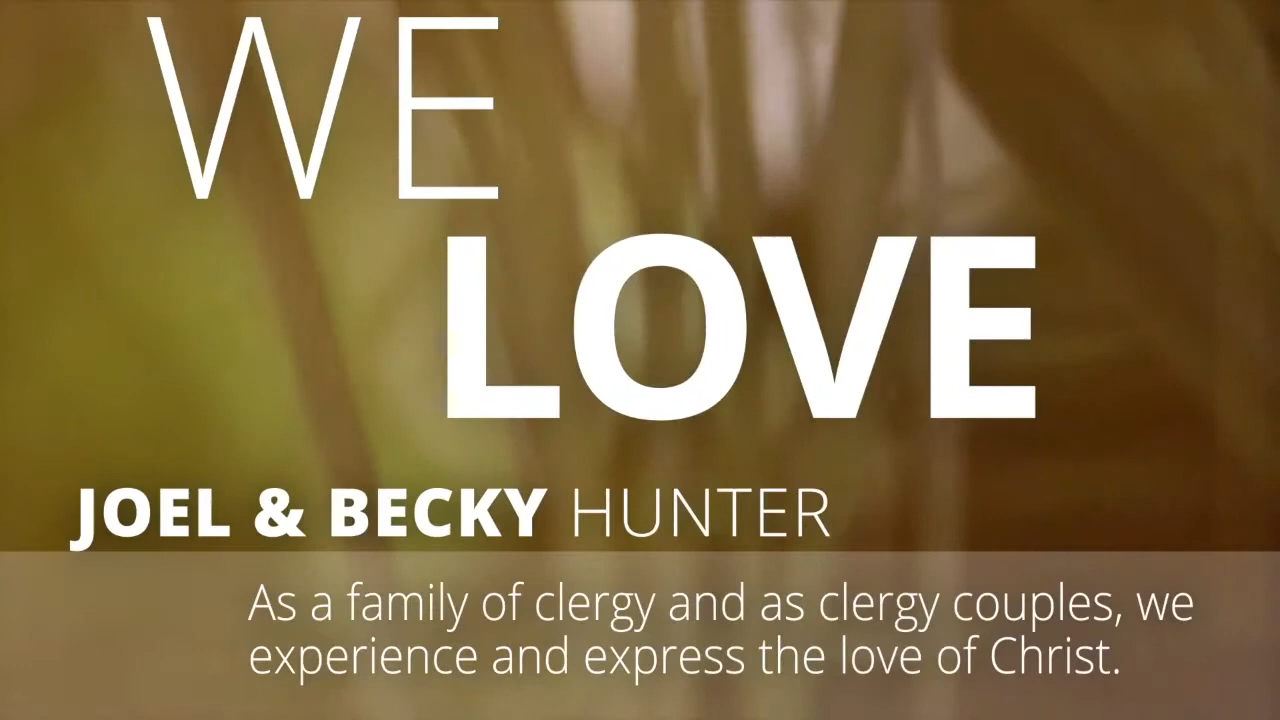 WE
LOVE
JOEL & BECKY HUNTER
As a family of clergy and as clergy couples, we
experience and express the love of Christ.